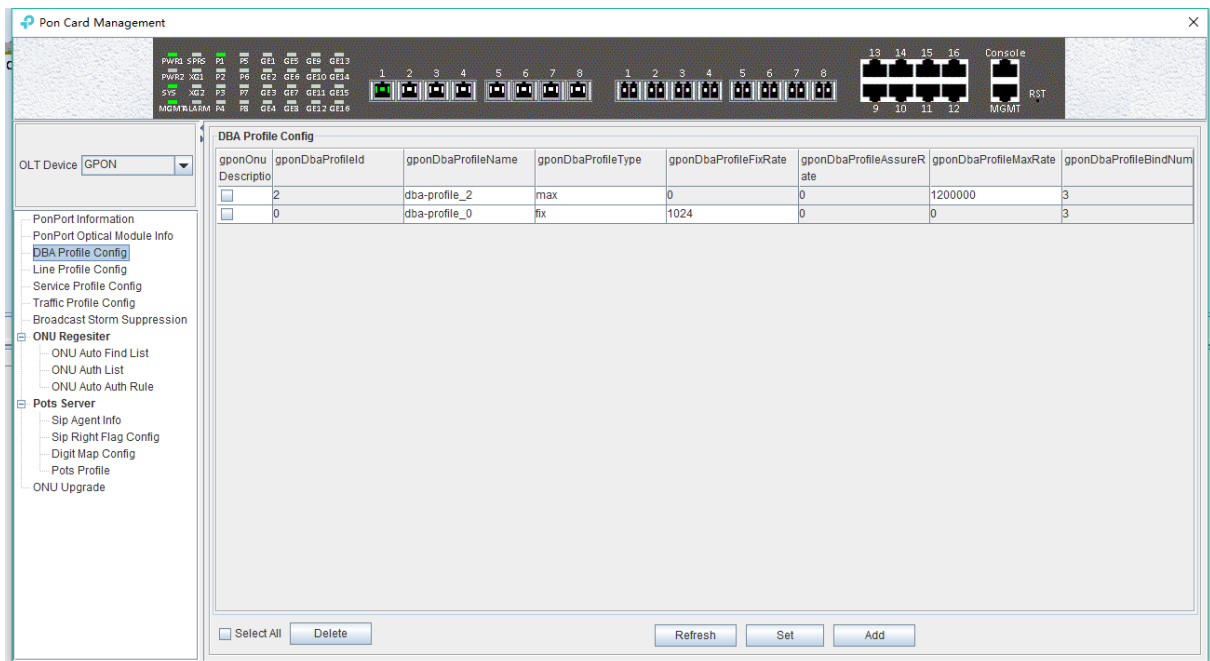 Pon Card Management
PWR1 SPRS P1 P5 GE1 GE5 GE9 GE13
PWR2 XG1 P2 P6 GE2 GE6 GE10 GE14
SYS XG2 P3 P7 GE3 GE7 GE11 GE15
MGMT ALARM P4 P8 GE4 GE8 GE12 GE16
1 2 3 4 5 6 7 8 1 2 3 4 5 6 7 8
13 14 15 16 Console
9 10 11 12 MGMT
RST
OLT Device GPON
PonPort Information
PonPort Optical Module Info
DBA Profile Config
Line Profile Config
Service Profile Config
Traffic Profile Config
Broadcast Storm Suppression
ONU Regesiter
ONU Auto Find List
ONU Auth List
ONU Auto Auth Rule
Pots Server
Sip Agent Info
Sip Right Flag Config
Digit Map Config
Pots Profile
ONU Upgrade
DBA Profile Config
gponOnu Descriptio gponDbaProfileId gponDbaProfileName gponDbaProfileType gponDbaProfileFixRate gponDbaProfileAssureRate gponDbaProfileMaxRate gponDbaProfileBindNum
2 dba-profile_2 max 0 0 1200000 3
0 dba-profile_0 fix 1024 0 0 3
Select All Delete Refresh Set Add